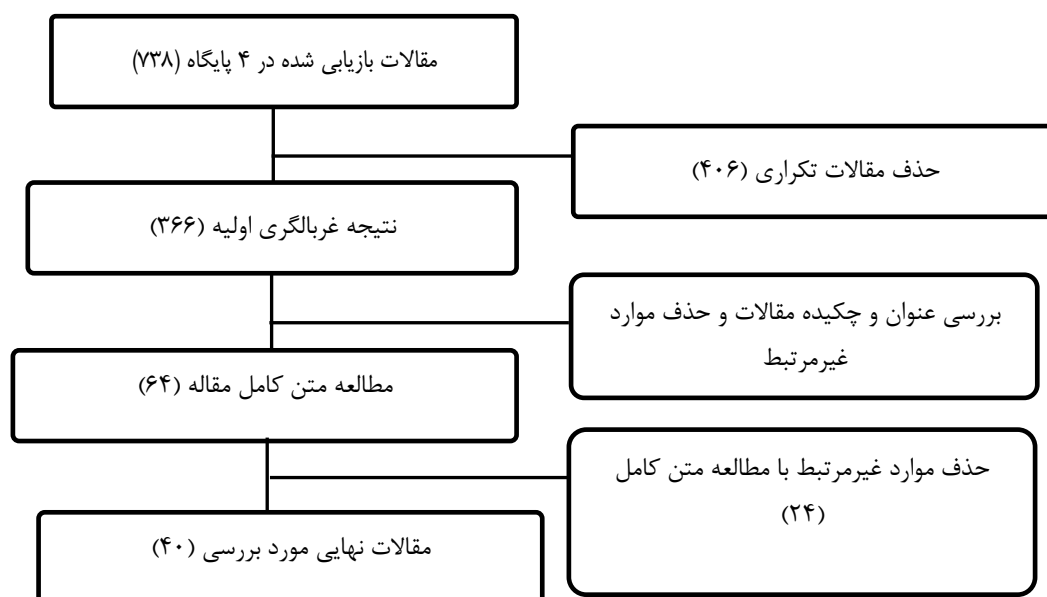 مقالات بازیابی شده در ۴ پایگاه (۷۳۸)
حذف مقالات تکراری (۴۰۶)
نتیجه غربالگری اولیه (۳۶۶)
بررسی عنوان و چکیده مقالات و حذف موارد
غیرمرتبط
مطالعه متن کامل مقاله (۶۴)
حذف موارد غیرمرتبط با مطالعه متن کامل
(۲۴)
مقالات نهایی مورد بررسی (۴۰)